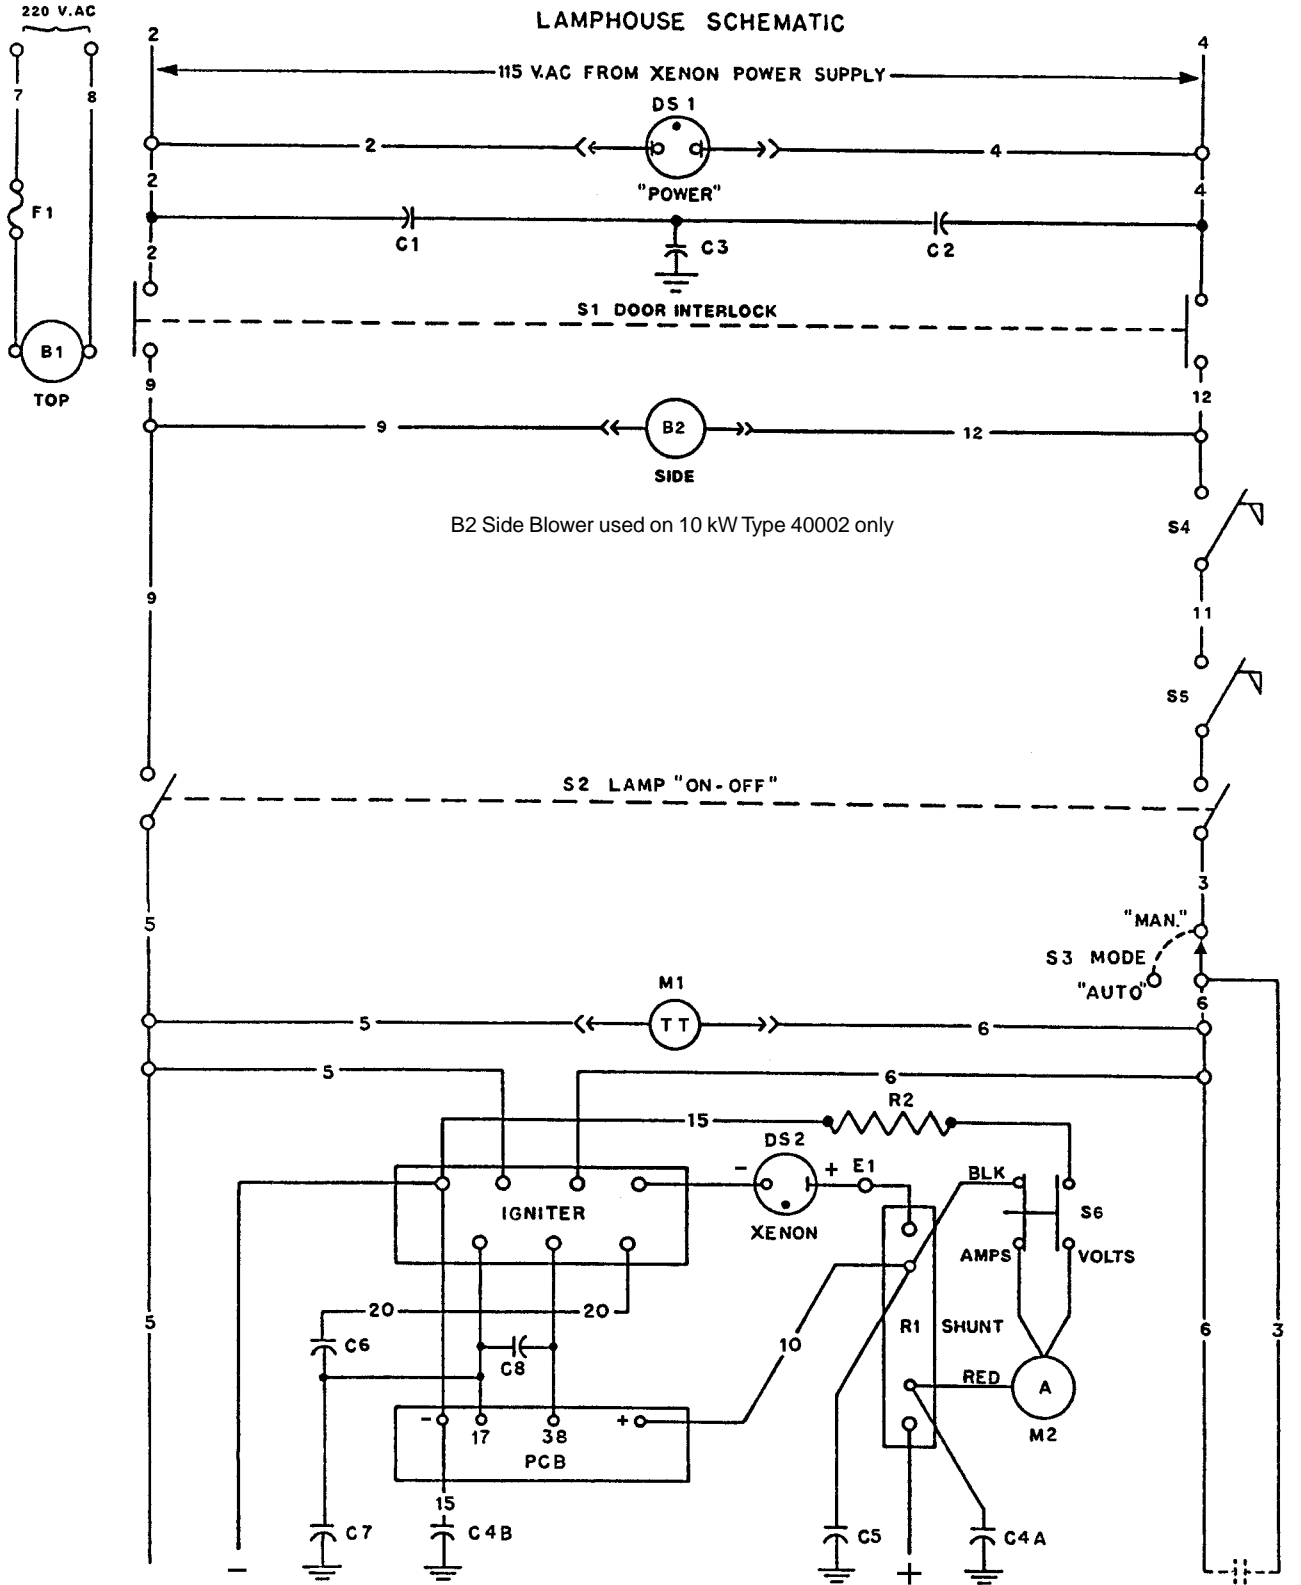 220 V.AC
LAMPHOUSE SCHEMATIC
2
4
115 V.AC FROM XENON POWER SUPPLY
7
8
DS 1
2
4
"POWER"
2
4
F1
C1
C3
C2
2
S1 DOOR INTERLOCK
B1
TOP
9
12
9
B2
12
SIDE
B2 Side Blower used on 10 kW Type 40002 only
S4
9
11
S5
S2 LAMP "ON-OFF"
3
5
"MAN."
S3 MODE
"AUTO"
M1
6
5
TT
6
5
6
R2
15
DS2
- + E1
BLK
IGNITER
XENON
S6
AMPS
VOLTS
20
20
5
C6
C8
10
R1 SHUNT
6
3
RED
A
M2
- 17 38 +
PCB
15
C7
C4B
C5
C4A
-
+